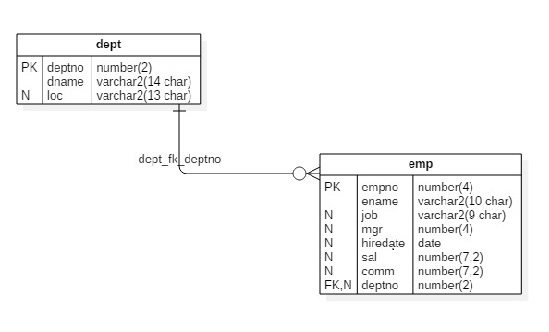 dept
PK deptno number(2)
dname varchar2(14 char)
N loc varchar2(13 char)
dept_fk_deptno
emp
PK empno number(4)
ename varchar2(10 char)
N job varchar2(9 char)
N mgr number(4)
N hiredate date
N sal number(7.2)
N comm number(7.2)
FK,N deptno number(2)